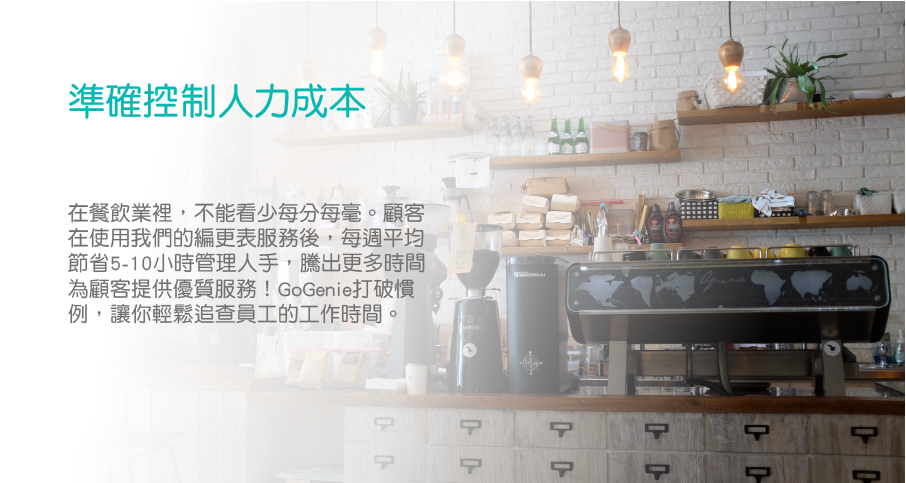 準確控制人力成本
在餐飲業裡，不能看少每分每毫。顧客
在使用我們的編更表服務後，每週平均
節省5-10小時管理人手，騰出更多時間
為顧客提供優質服務！GoGenie打破慣
例，讓你輕鬆追查員工的工作時間。